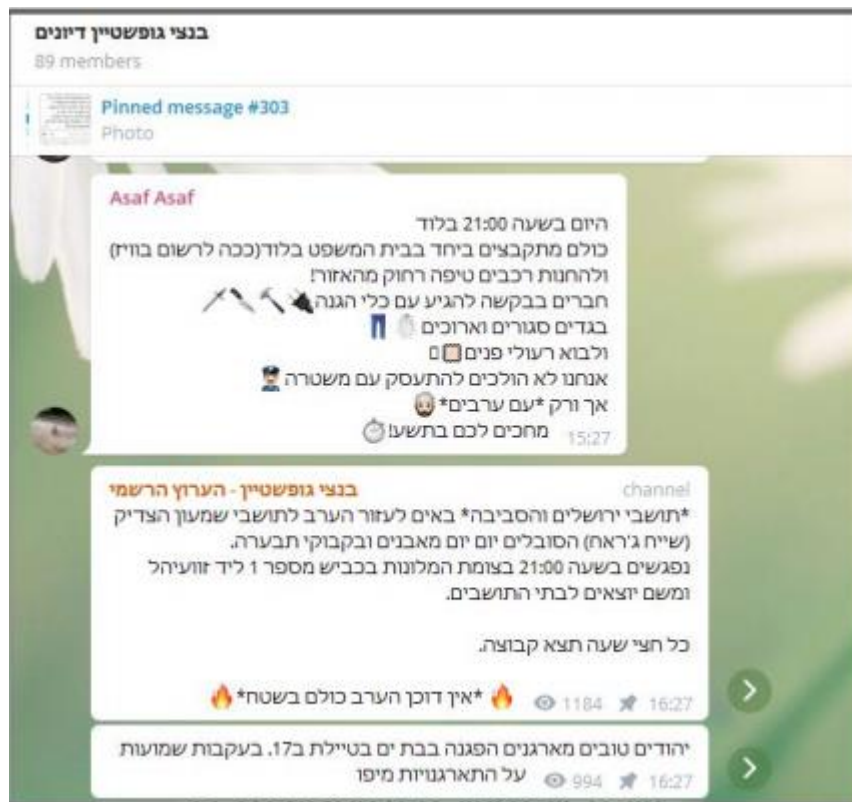 בנצי גופשטיין דיונים
89 members
Pinned message #303
Photo
Asaf Asaf
היום בשעה 21:00 בלוד
כולם מתקבצים ביחד בבית המשפט בלוד(ככה לרשום בוויז)
ולהחנות רכבים טיפה רחוק מהאזור!
חברים בבקשה להגיע עם כלי הגנה🔌🔨🔪🗡
בגדים סגורים וארוכים 👖
ולבוא רעולי פנים
אנחנו לא הולכים להתעסק עם משטרה👮
אך ורק *עם ערבים*
מחכים לכם בתשע!⏱ 15:27
בנצי גופשטיין - הערוץ הרשמי channel
*תושבי ירושלים והסביבה* באים לעזור הערב לתושבי שמעון הצדיק
(שייח ג'ראח) הסובלים יום יום מאבנים ובקבוקי תבערה.
נפגשים בשעה 21:00 בצומת המלונות בכביש מספר 1 ליד זוועיהל
ומשם יוצאים לבתי התושבים.
כל חצי שעה תצא קבוצה.
🔥 *אין דוכן הערב כולם בשטח*🔥 1184 16:27
יהודים טובים מארגנים הפגנה בבת ים בטיילת ב17. בעקבות שמועות
על התארגנויות מיפו 994 16:27